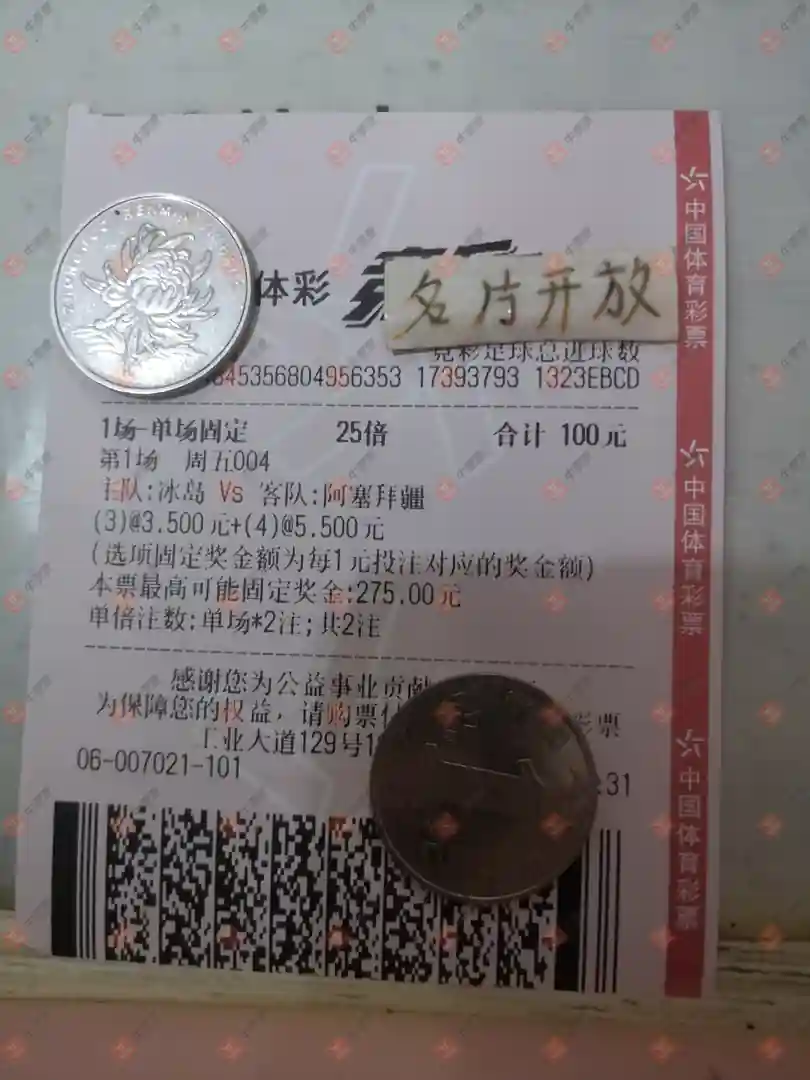 体彩
名片开放
竞彩足球总进球数
45356804956353 17393793 1323EBCD
1场-单场固定 25倍 合计 100元
第1场 周五004
主队:冰岛 Vs 客队:阿塞拜疆
(3)@3.500元+(4)@5.500元
(选项固定奖金额为每1元投注对应的奖金额)
本票最高可能固定奖金:275.00元
单倍注数:单场*2注;共2注
感谢您为公益事业贡献
为保障您的权益,请购票 彩票
工业大道129号1
06-007021-101 :31
中国体育彩票
中国体育彩票
中国体育彩票